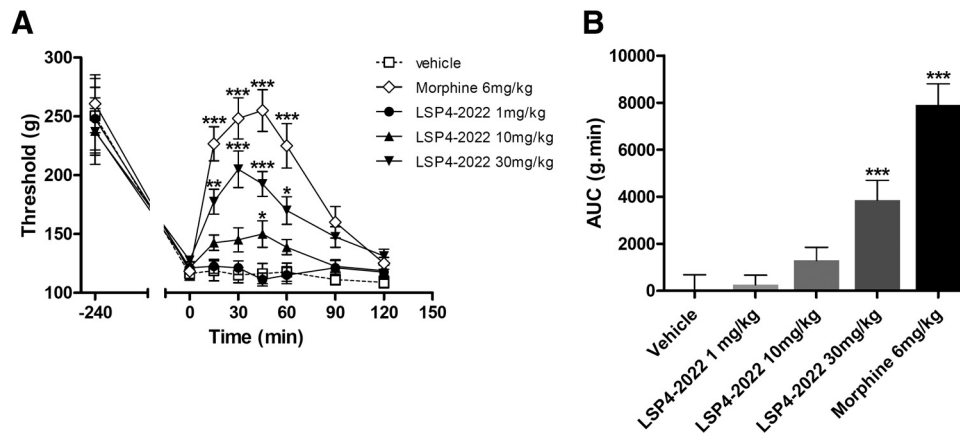 A
Threshold (g)
300
250
200
150
100
-240
0
30
60
90
120
150
Time (min)
***
***
***
***
**
***
***
*
*
vehicle
Morphine 6mg/kg
LSP4-2022 1mg/kg
LSP4-2022 10mg/kg
LSP4-2022 30mg/kg
B
AUC (g.min)
10000
8000
6000
4000
2000
0
***
***
Vehicle
LSP4-2022 1 mg/kg
LSP4-2022 10mg/kg
LSP4-2022 30mg/kg
Morphine 6mg/kg